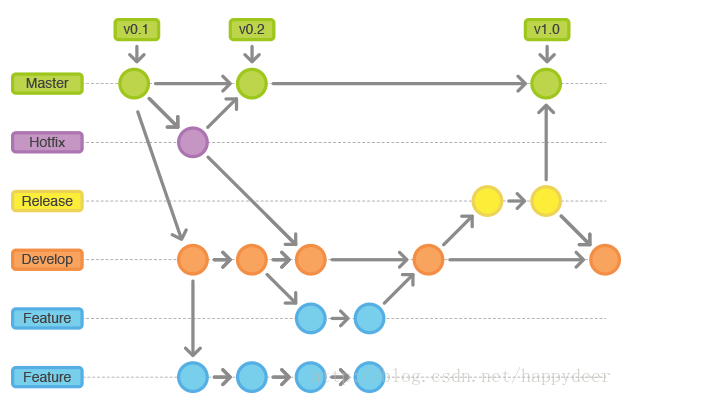 v0.1 v0.2 v1.0
Master
Hotfix
Release
Develop
Feature
Feature
blog.csdn.net/happydeer